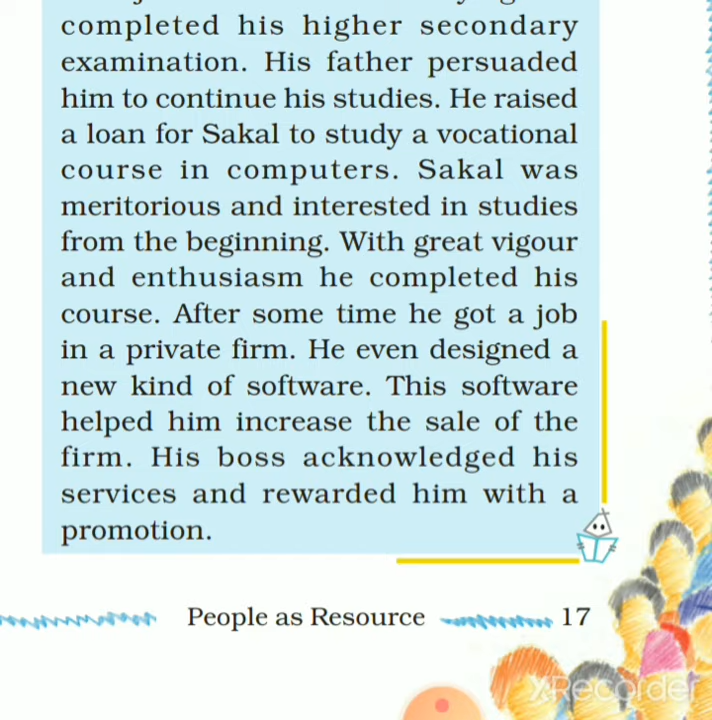 completed his higher secondary
examination. His father persuaded
him to continue his studies. He raised
a loan for Sakal to study a vocational
course in computers. Sakal was
meritorious and interested in studies
from the beginning. With great vigour
and enthusiasm he completed his
course. After some time he got a job
in a private firm. He even designed a
new kind of software. This software
helped him increase the sale of the
firm. His boss acknowledged his
services and rewarded him with a
promotion.
People as Resource 17
XRecorder